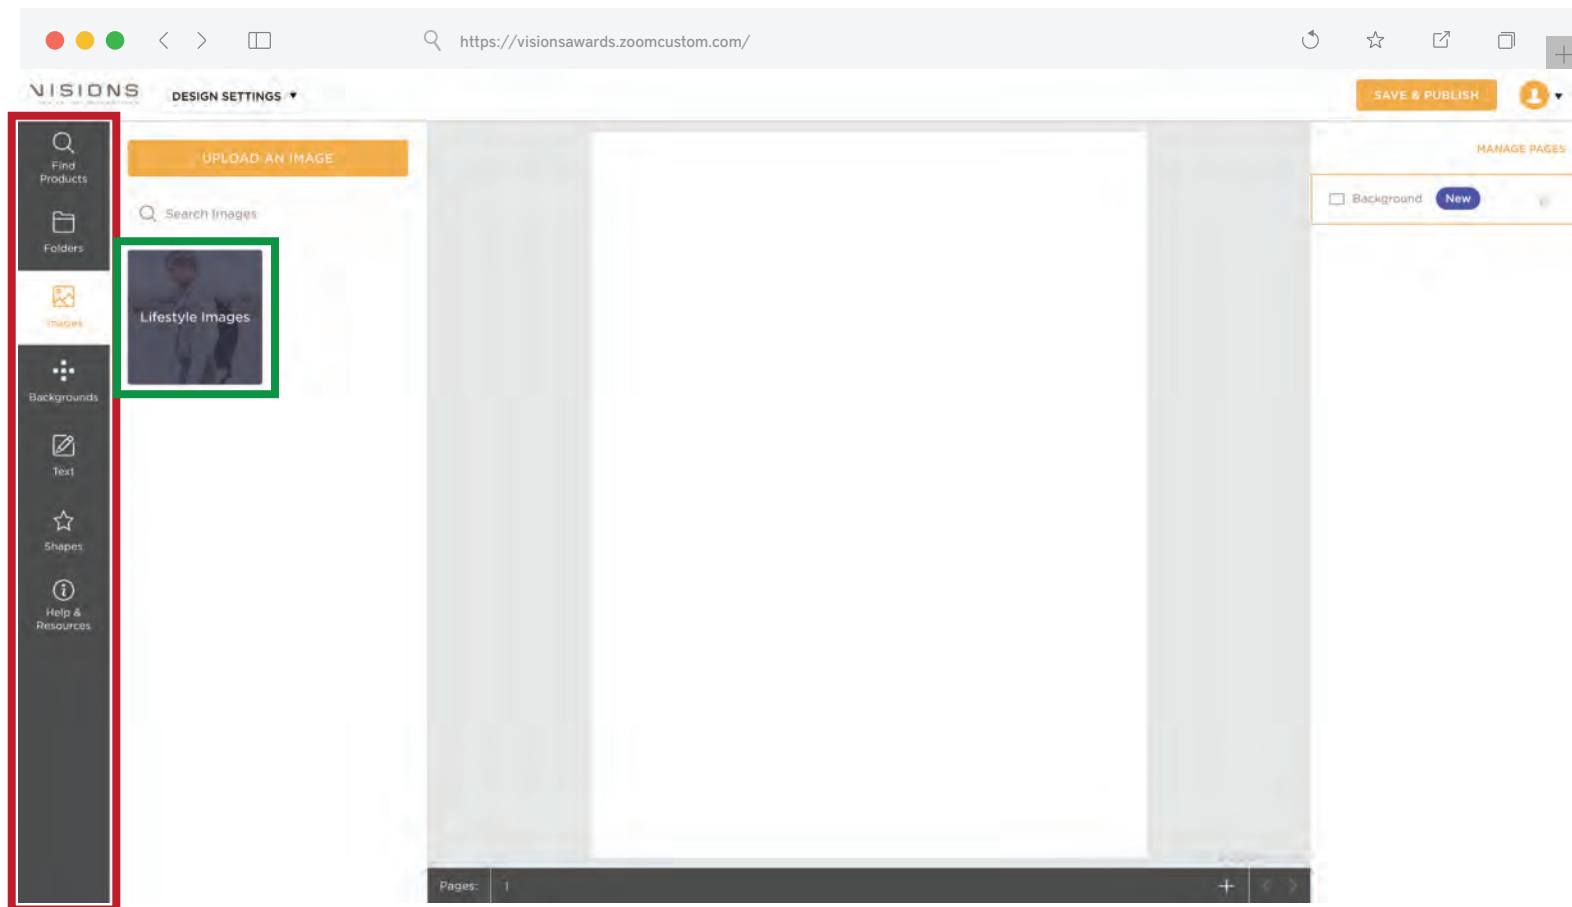 https://visionsawards.zoomcustom.com/
VISIONS
DESIGN SETTINGS
SAVE & PUBLISH
Find
Products
Folders
Images
Backgrounds
Text
Shapes
Help &
Resources
UPLOAD AN IMAGE
Search Images
Lifestyle Images
MANAGE PAGES
Background New
Pages: 1